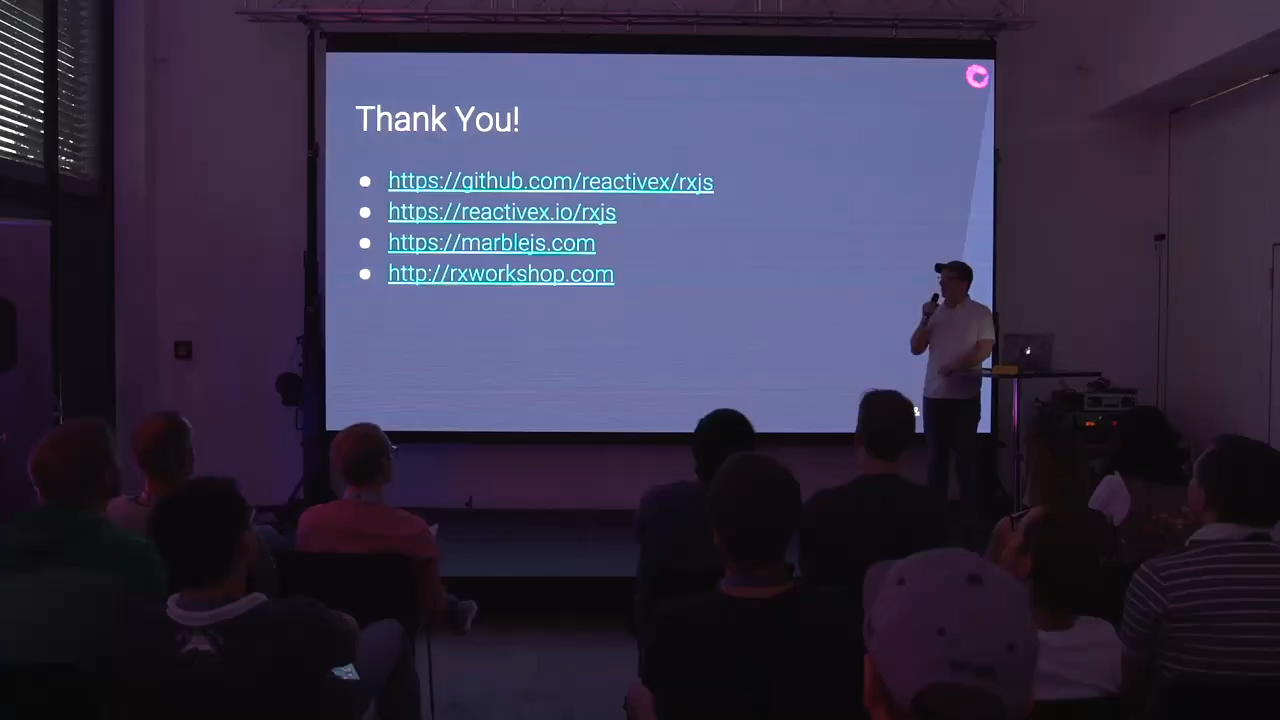 Thank You!
https://github.com/reactivex/rxjs
https://reactivex.io/rxjs
https://marblejs.com
http://rxworkshop.com
&